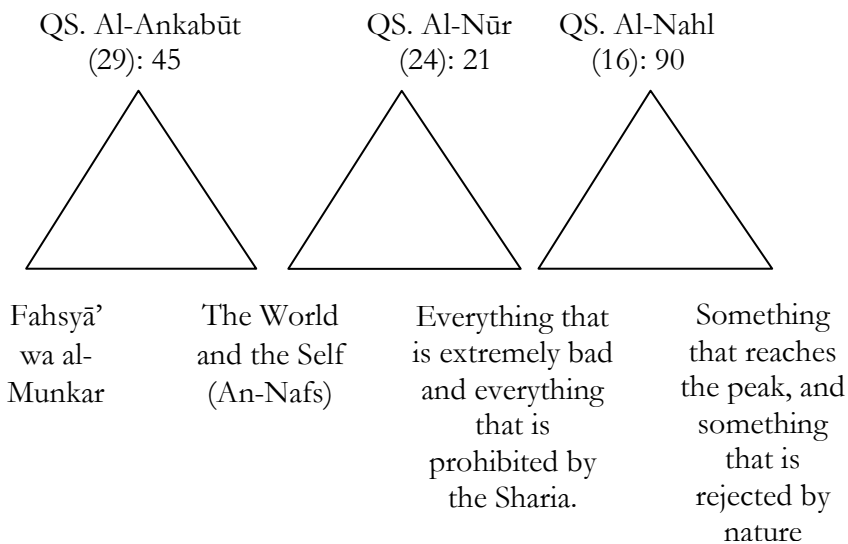 QS. Al-Ankabūt
(29): 45
QS. Al-Nūr
(24): 21
QS. Al-Nahl
(16): 90
Fahsyā’
wa al-
Munkar
The World
and the Self
(An-Nafs)
Everything that
is extremely bad
and everything
that is
prohibited by
the Sharia.
Something
that reaches
the peak, and
something
that is
rejected by
nature